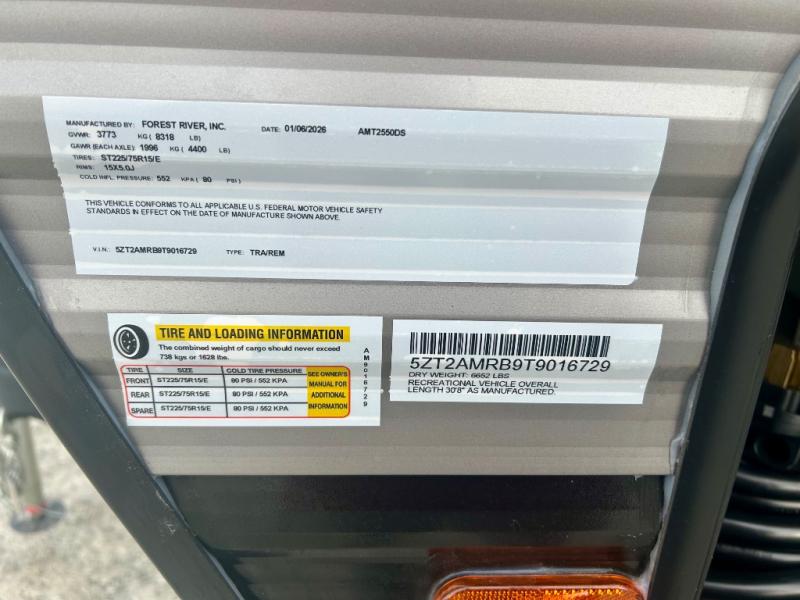 MANUFACTURED BY: FOREST RIVER, INC. DATE: 01/06/2026 AMT2550DS
GVWR: 3773 KG ( 8318 LB)
GAWR (EACH AXLE): 1996 KG ( 4400 LB)
TIRES: ST225/75R15/E
RIMS: 15X5.0J
COLD INFL. PRESSURE: 552 KPA ( 80 PSI )
THIS VEHICLE CONFORMS TO ALL APPLICABLE U.S. FEDERAL MOTOR VEHICLE SAFETY
STANDARDS IN EFFECT ON THE DATE OF MANUFACTURE SHOWN ABOVE.
V.I.N.: 5ZT2AMRB9T9016729 TYPE: TRA/REM
TIRE AND LOADING INFORMATION
The combined weight of cargo should never exceed
738 kgs or 1628 lbs.
TIRE SIZE COLD TIRE PRESSURE
FRONT ST225/75R15/E 80 PSI / 552 KPA
REAR ST225/75R15/E 80 PSI / 552 KPA
SPARE ST225/75R15/E 80 PSI / 552 KPA
SEE OWNER'S
MANUAL FOR
ADDITIONAL
INFORMATION
AM9016729
5ZT2AMRB9T9016729
DRY WEIGHT: 6652 LBS
RECREATIONAL VEHICLE OVERALL
LENGTH 30'8" AS MANUFACTURED.